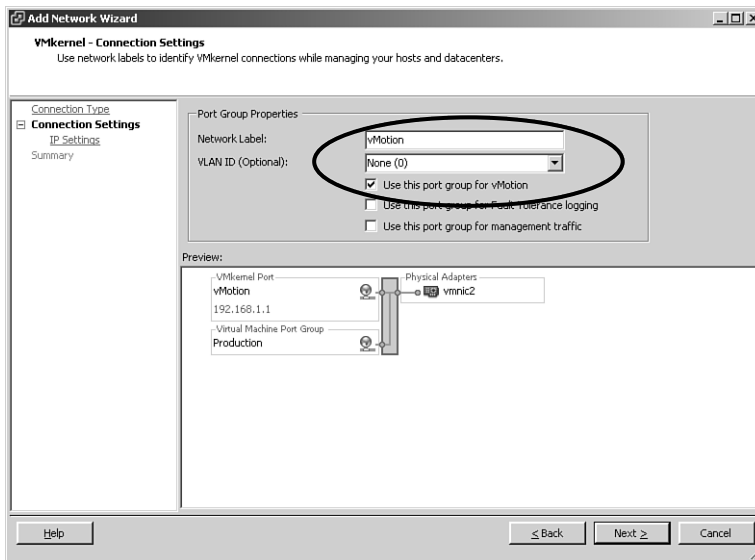 Add Network Wizard
VMkernel - Connection Settings
Use network labels to identify VMkernel connections while managing your hosts and datacenters.
Connection Type
Connection Settings
IP Settings
Summary
Port Group Properties
Network Label:
vMotion
VLAN ID (Optional):
None (0)
Use this port group for vMotion
Use this port group for Fault Tolerance logging
Use this port group for management traffic
Preview:
VMkernel Port
vMotion
192.168.1.1
Virtual Machine Port Group
Production
Physical Adapters
vmnic2
Help
< Back
Next >
Cancel